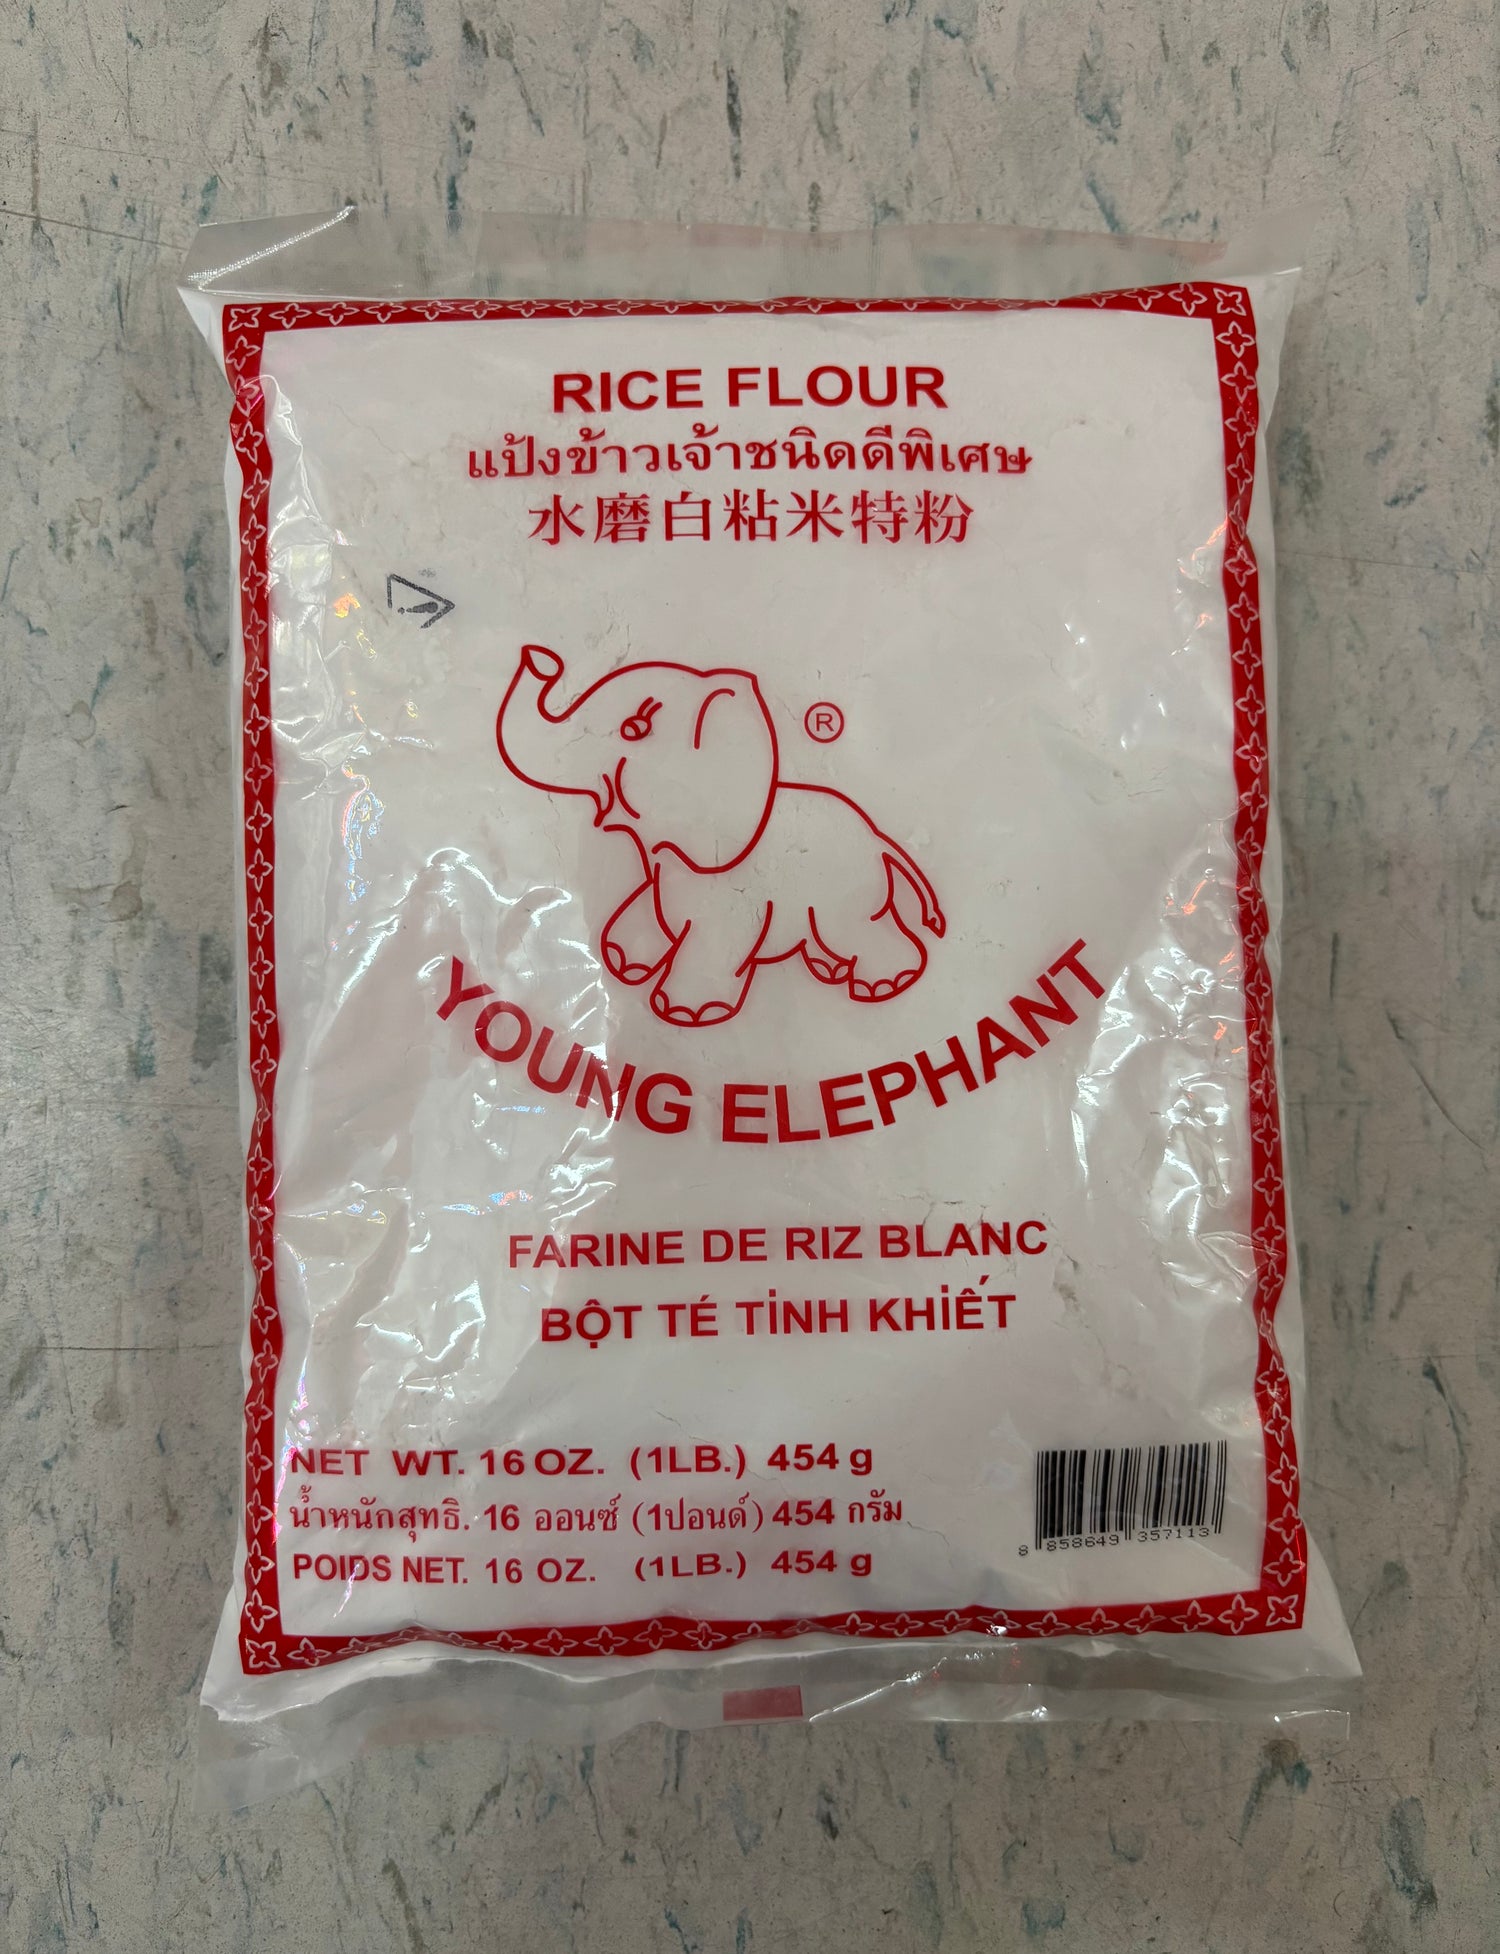 RICE FLOUR
แป้งข้าวเจ้าชนิดดีพิเศษ
水磨白粘米特粉
®
YOUNG ELEPHANT
FARINE DE RIZ BLANC
BỘT TÉ TİNH KHİẾT
NET WT. 16 OZ. (1LB.) 454 g
น้ำหนักสุทธิ. 16 ออนซ์ (1ปอนด์) 454 กรัม
POIDS NET. 16 OZ. (1LB.) 454 g
8 858649 357113